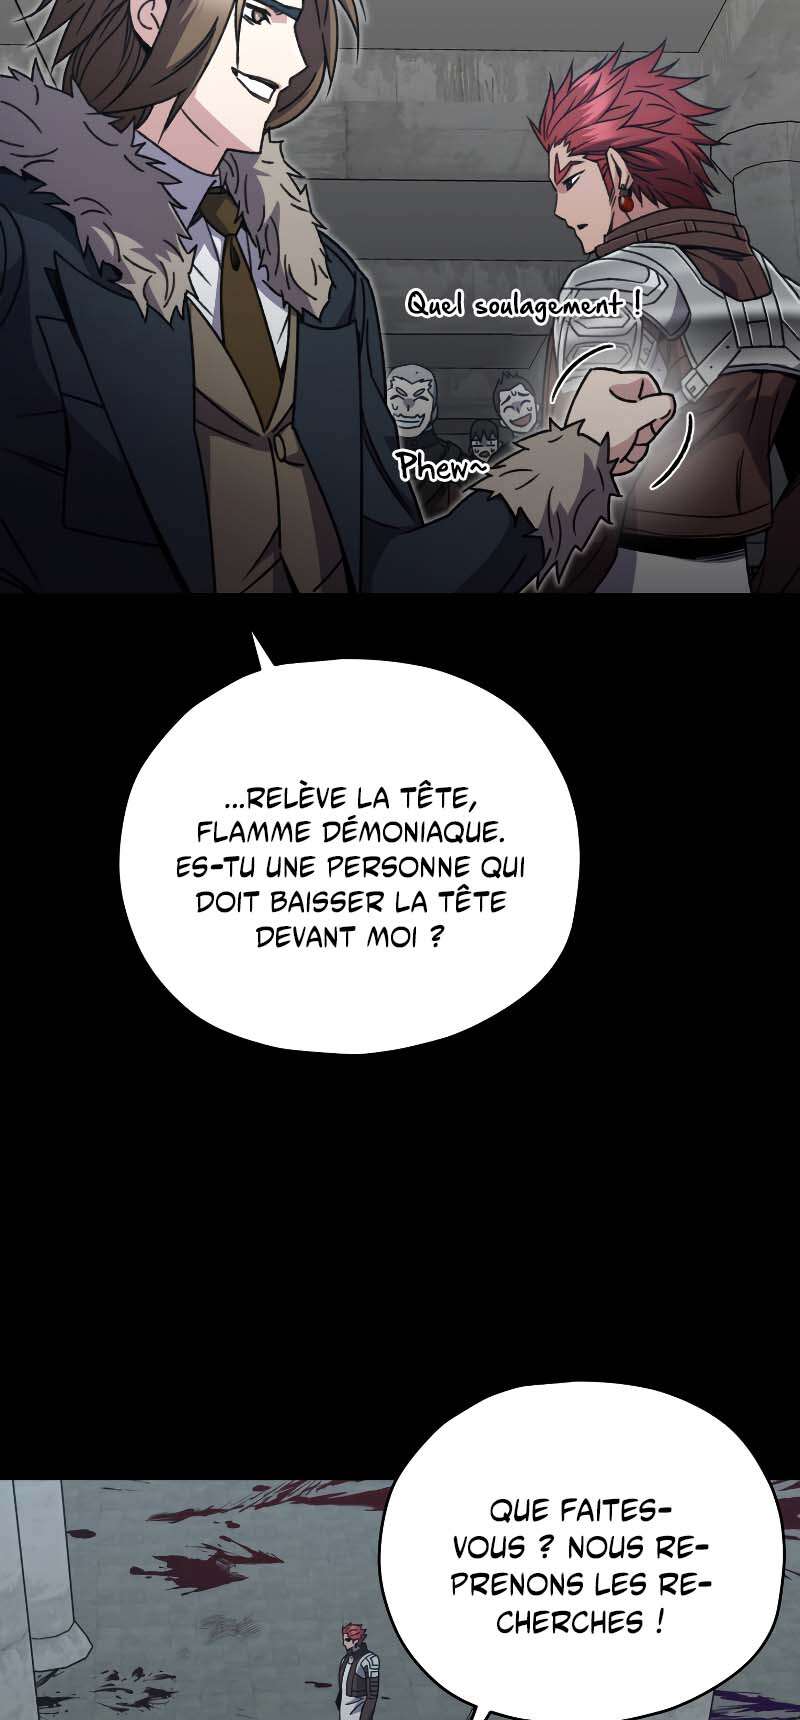 Quel soulagement !
Phew~
...RELÈVE LA TÊTE,
FLAMME DÉMONIAQUE.
ES-TU UNE PERSONNE QUI
DOIT BAISSER LA TÊTE
DEVANT MOI ?
QUE FAITES-
VOUS ? NOUS RE-
PRENONS LES RE-
CHERCHES !